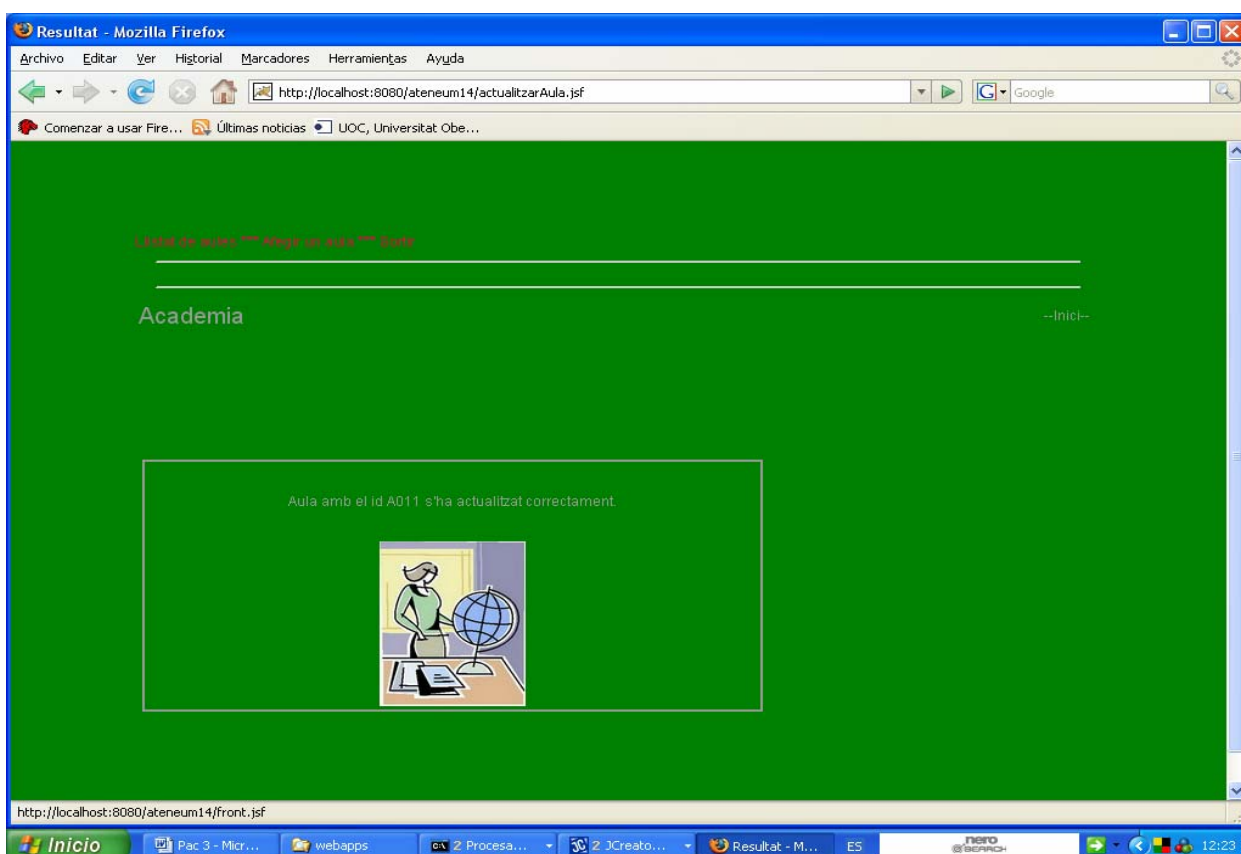 Resultat - Mozilla Firefox
Archivo Editar Ver Historial Marcadores Herramientas Ayuda
http://localhost:8080/ateneum14/actualitzarAula.jsf
G Google
Comenzar a usar Fire... Últimas noticias UOC, Universitat Obe...
Llistat de aules *** Afegir un aula *** Sortir
Academia --Inici--
Aula amb el id A011 s'ha actualitzat correctament.
http://localhost:8080/ateneum14/front.jsf
Inicio Pac 3 - Micr... webapps 2 Procesa... 2 JCreato... Resultat - M... ES nero SEARCH 12:23